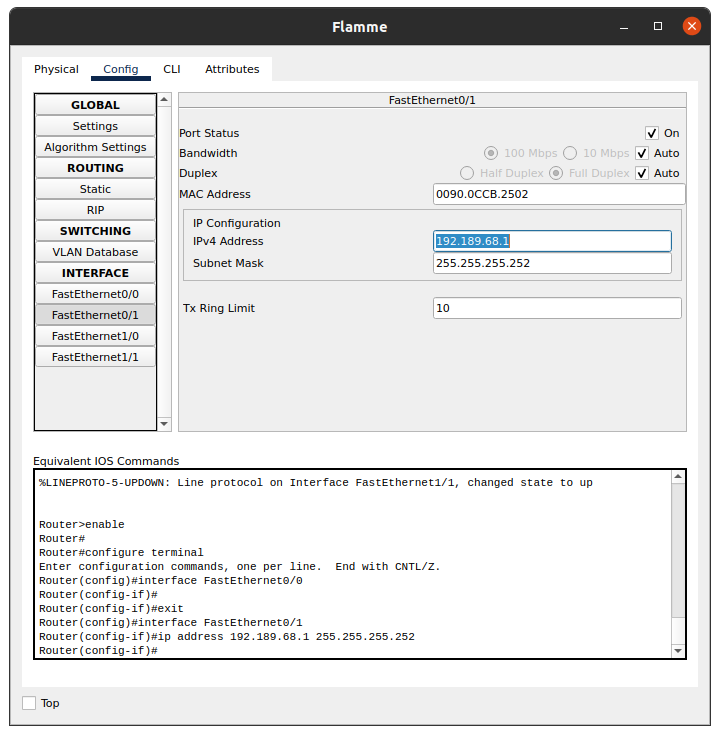 Flamme
Physical Config CLI Attributes
GLOBAL
Settings
Algorithm Settings
ROUTING
Static
RIP
SWITCHING
VLAN Database
INTERFACE
FastEthernet0/0
FastEthernet0/1
FastEthernet1/0
FastEthernet1/1
FastEthernet0/1
Port Status On
Bandwidth 100 Mbps 10 Mbps Auto
Duplex Half Duplex Full Duplex Auto
MAC Address 0090.0CCB.2502
IP Configuration
IPv4 Address 192.189.68.1
Subnet Mask 255.255.255.252
Tx Ring Limit 10
Equivalent IOS Commands
%LINEPROTO-5-UPDOWN: Line protocol on Interface FastEthernet1/1, changed state to up
Router>enable
Router#
Router#configure terminal
Enter configuration commands, one per line.  End with CNTL/Z.
Router(config)#interface FastEthernet0/0
Router(config-if)#
Router(config-if)#exit
Router(config)#interface FastEthernet0/1
Router(config-if)#ip address 192.189.68.1 255.255.255.252
Router(config-if)#
Top